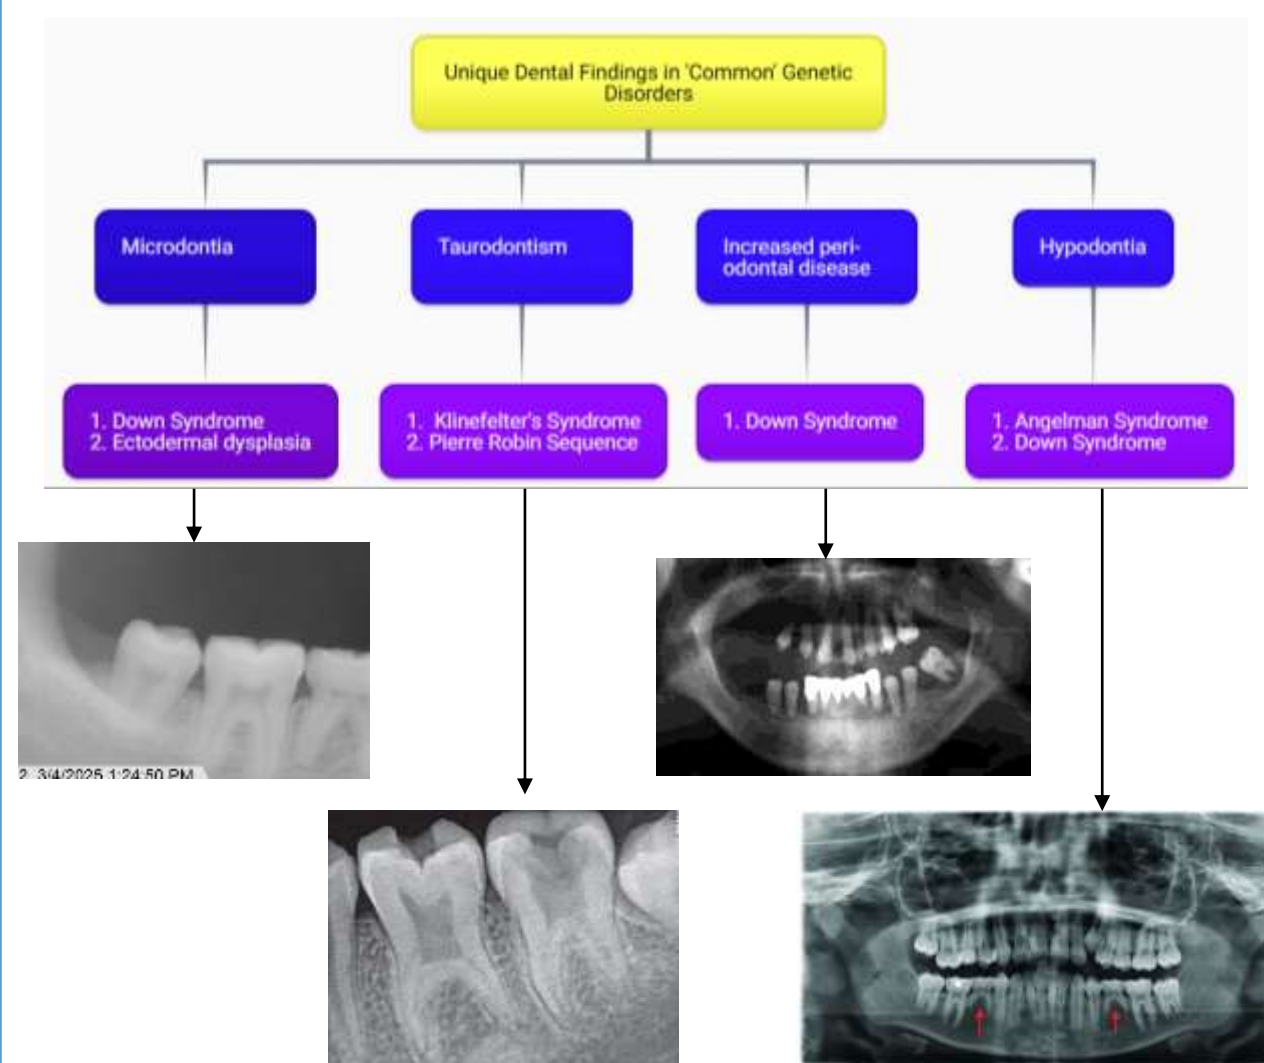 Unique Dental Findings in 'Common' Genetic
Disorders
Microdontia
Taurodontism
Increased peri-
odontal disease
Hypodontia
1. Down Syndrome
2. Ectodermal dysplasia
1. Klinefelter's Syndrome
2. Pierre Robin Sequence
1. Down Syndrome
1. Angelman Syndrome
2. Down Syndrome
2 3/4/2025 1:24:50 PM